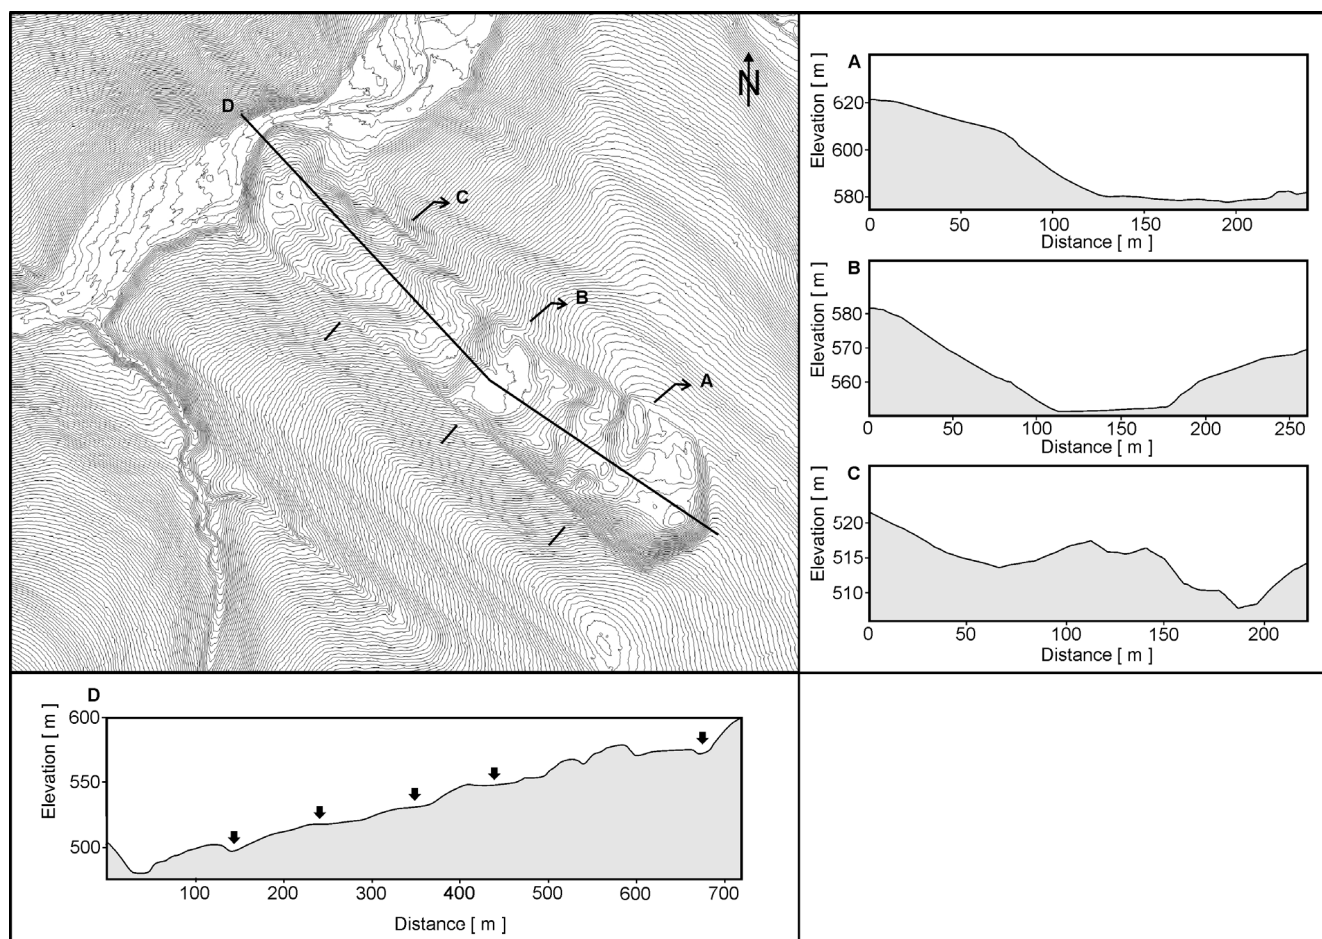 N
D
C
B
A
A
Elevation [ m ]
620
600
580
0 50 100 150 200
Distance [ m ]
B
Elevation [ m ]
580
570
560
0 50 100 150 200 250
Distance [ m ]
C
Elevation [ m ]
520
515
510
0 50 100 150 200
Distance [ m ]
D
Elevation [ m ]
600
550
500
100 200 300 400 500 600 700
Distance [ m ]